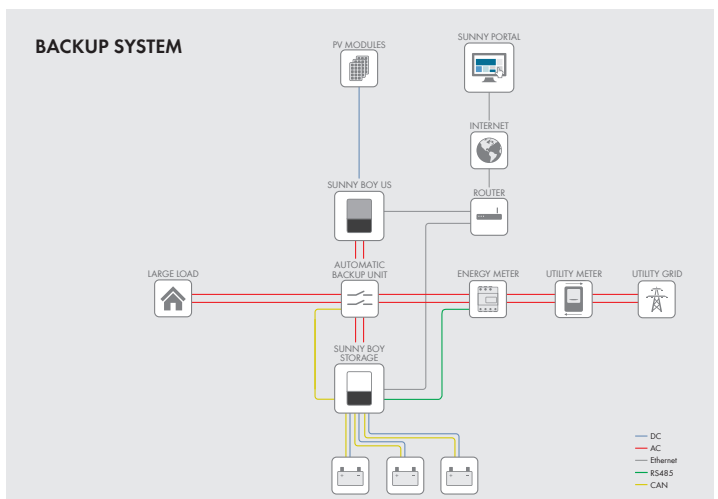 BACKUP SYSTEM
PV MODULES
SUNNY PORTAL
INTERNET
SUNNY BOY US
ROUTER
LARGE LOAD
AUTOMATIC
BACKUP UNIT
ENERGY METER
UTILITY METER
UTILITY GRID
SUNNY BOY
STORAGE
DC
AC
Ethernet
RS485
CAN